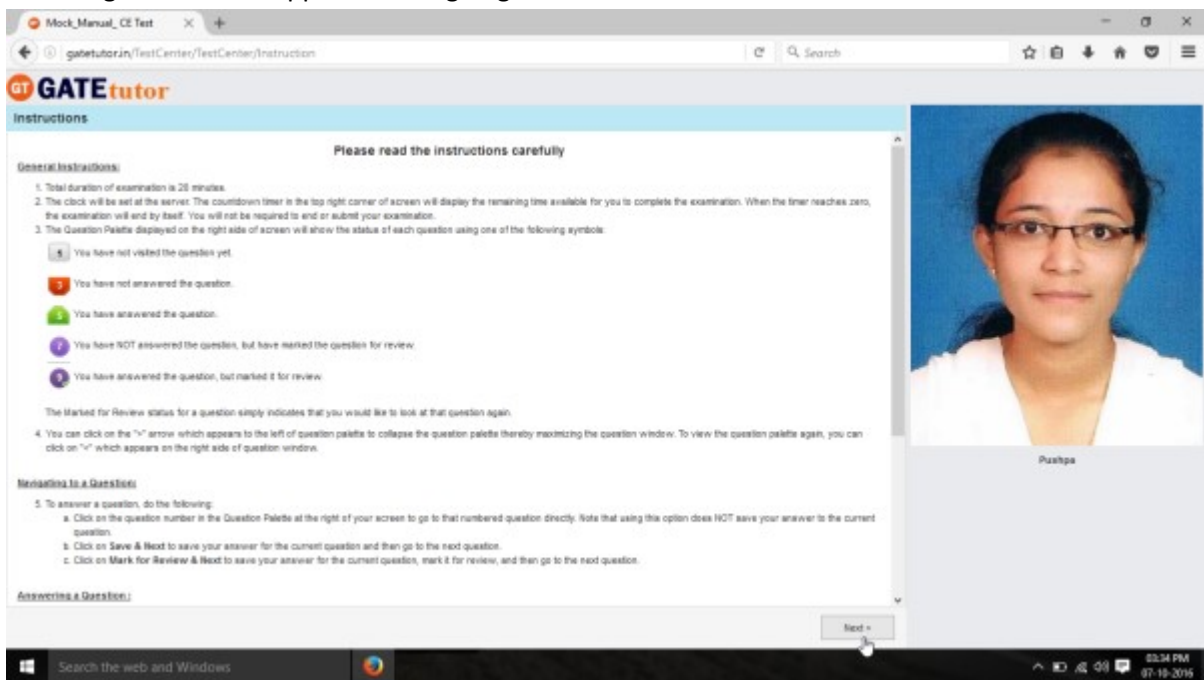 Mock_Manual_ CE Test
gatetutor.in/TestCenter/TestCenter/Instruction
Search
GT GATEtutor
Instructions
Please read the instructions carefully
General Instructions:
1. Total duration of examination is 20 minutes.
2. The clock will be set at the server. The countdown timer in the top right corner of screen will display the remaining time available for you to complete the examination. When the timer reaches zero,
the examination will end by itself. You will not be required to end or submit your examination.
3. The Question Palette displayed on the right side of screen will show the status of each question using one of the following symbols:
You have not visited the question yet.
You have not answered the question.
You have answered the question.
You have NOT answered the question, but have marked the question for review.
You have answered the question, but marked it for review.
The Marked for Review status for a question simply indicates that you would like to look at that question again.
4. You can click on the ">" arrow which appears to the left of question palette to collapse the question palette thereby maximizing the question window. To view the question palette again, you can
click on "<" which appears on the right side of question window.
Pushpa
Navigating to a Question:
5. To answer a question, do the following:
a. Click on the question number in the Question Palette at the right of your screen to go to that numbered question directly. Note that using this option does NOT save your answer to the current
question.
b. Click on Save & Next to save your answer for the current question and then go to the next question.
c. Click on Mark for Review & Next to save your answer for the current question, mark it for review, and then go to the next question.
Answering a Question :
Next »
Search the web and Windows
03:34 PM
07-10-2016